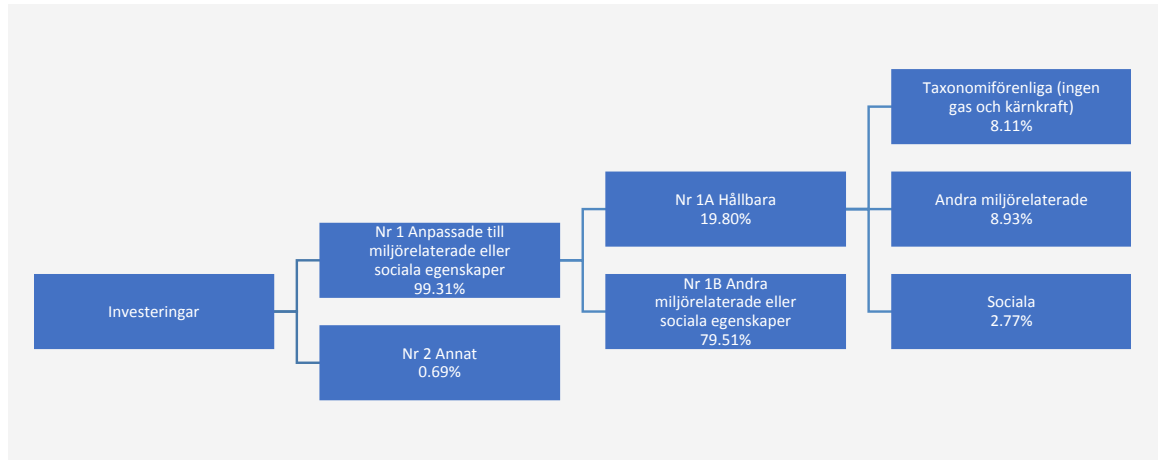 Investeringar
Nr 1 Anpassade till
miljörelaterade eller
sociala egenskaper
99.31%
Nr 2 Annat
0.69%
Nr 1A Hållbara
19.80%
Nr 1B Andra
miljörelaterade eller
sociala egenskaper
79.51%
Taxonomiförenliga (ingen
gas och kärnkraft)
8.11%
Andra miljörelaterade
8.93%
Sociala
2.77%